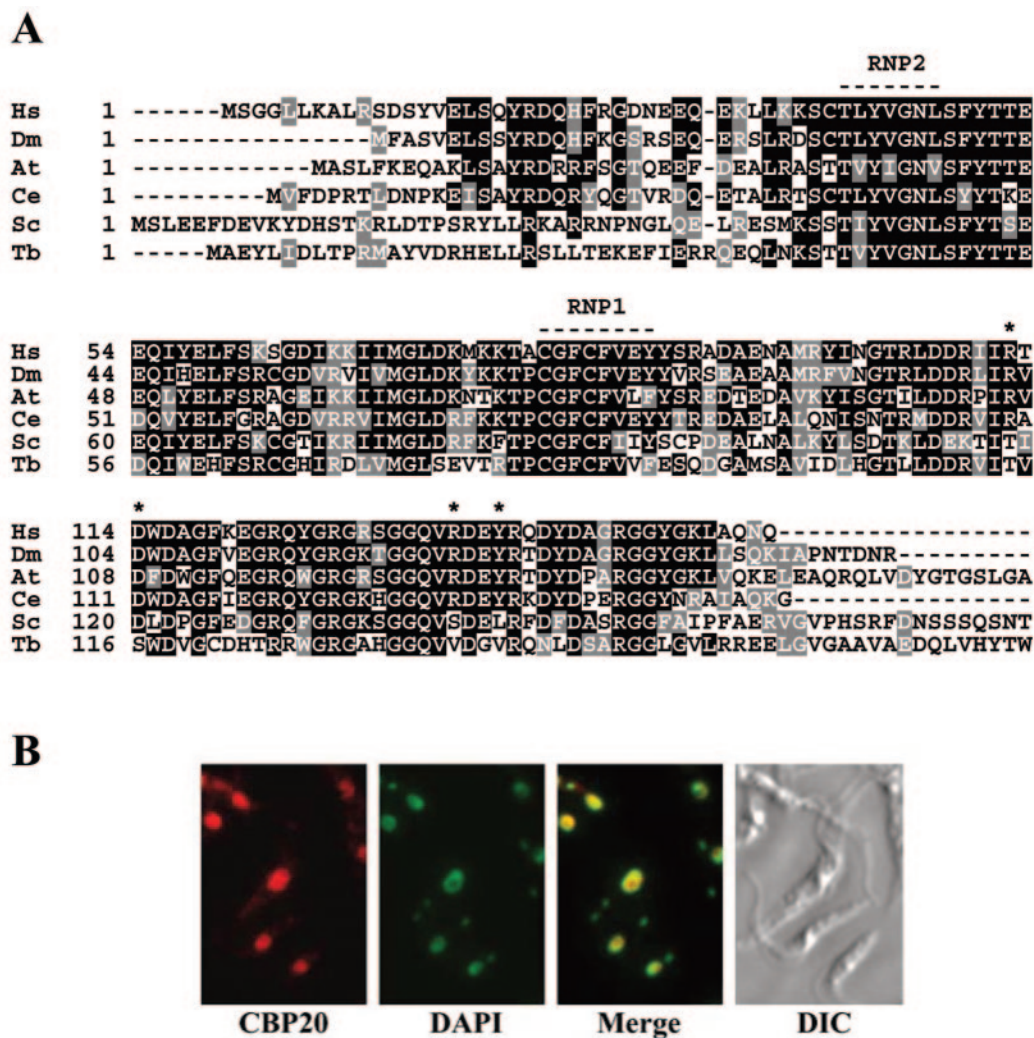 A
RNP2
-------
Hs 1 ------MSGGLLKALRSDSYVELSQYRDQHFRGDNEEQ-EKLLKKSCTLYVGNLSFYTTE
Dm 1 ----------------MFASVELSAYRDQHFKGSRSEQ-ERSLRDSCTLYVGNLSFYTTE
At 1 ------------MASLFKEQAKLSAYRDRRFSGTQEEF-DEALRASTTVYIGNVSFYTTE
Ce 1 ---------MVFDPRTLDNPKEISAYRDQRYQGTVRDQ-ETALRTSCTLYVGNLSYYTKE
Sc 1 MSLEEFDEVKYDHSTKRLDTPSRYLLRKARRNPNGLQE-LRESMKSSTIYVGNLSFYTSE
Tb 1 -----MAEYLIDLTPRMAYVDRHELLRSLLTEKEFIERRQEQLNKSTTVYVGNLSFYTTE
RNP1
--------
*
Hs 54 EQIYELFSKSGDIKKIIMGLDKMKKTACGFCFVEYYSRADAENAMRYINGTRLDDRIIRT
Dm 44 EQIHELFSRCGDVRVIVMGLDKYKKTPCGFCFVEYYVRSEAEAAMRFVNGTRLDDRLIRV
At 48 EQLYELFSRAGEIKKIIMGLDKNTKTPCGFCFVLFYSREDTEDAVKYISGTILDDRPIRV
Ce 51 DQVYELFGRAGDVRRVIMGLDRFKKTPCGFCFVEYYTREDAELALQNISNTRMDDRVIRA
Sc 60 EQIYELFSKCGTIKRIIMGLDRFKFTPCGFCFIIYSCPDEALNALKYLSDTKLDEKTITI
Tb 56 DQIWEHFSRCGHIRDLVMGLSEVTRTPCGFCFVVFESQDGAMSAVIDLHGTLLDDRVITV
* * *
Hs 114 DWDAGFKEGRQYGRGRSGGQVRDEYRQDYDAGRGGYGKLAQNQ-----------------
Dm 104 DWDAGFVEGRQYGRGKTGGQVRDEYRTDYDAGRGGYGKLLSQKIAPNTDNR---------
At 108 DFDWGFQEGRQWGRGRSGGQVRDEYRTDYDPARGGYGKLVQKELEAQRQLVDYGTGSLGA
Ce 111 DWDAGFIEGRQYGRGKHGGQVRDEYRKDYDPERGGYNRAIAQKG----------------
Sc 120 DLDPGFEDGRQFGRGKSGGQVSDELRFDFDASRGGFAIPFAERVGVPHSRFDNSSSQSNT
Tb 116 SWDVGCDHTRRWGRGAHGGQVVDGVRQNLDSARGGLGVLRREELGVGAAVAEDQLVHYTW
B
CBP20 DAPI Merge DIC